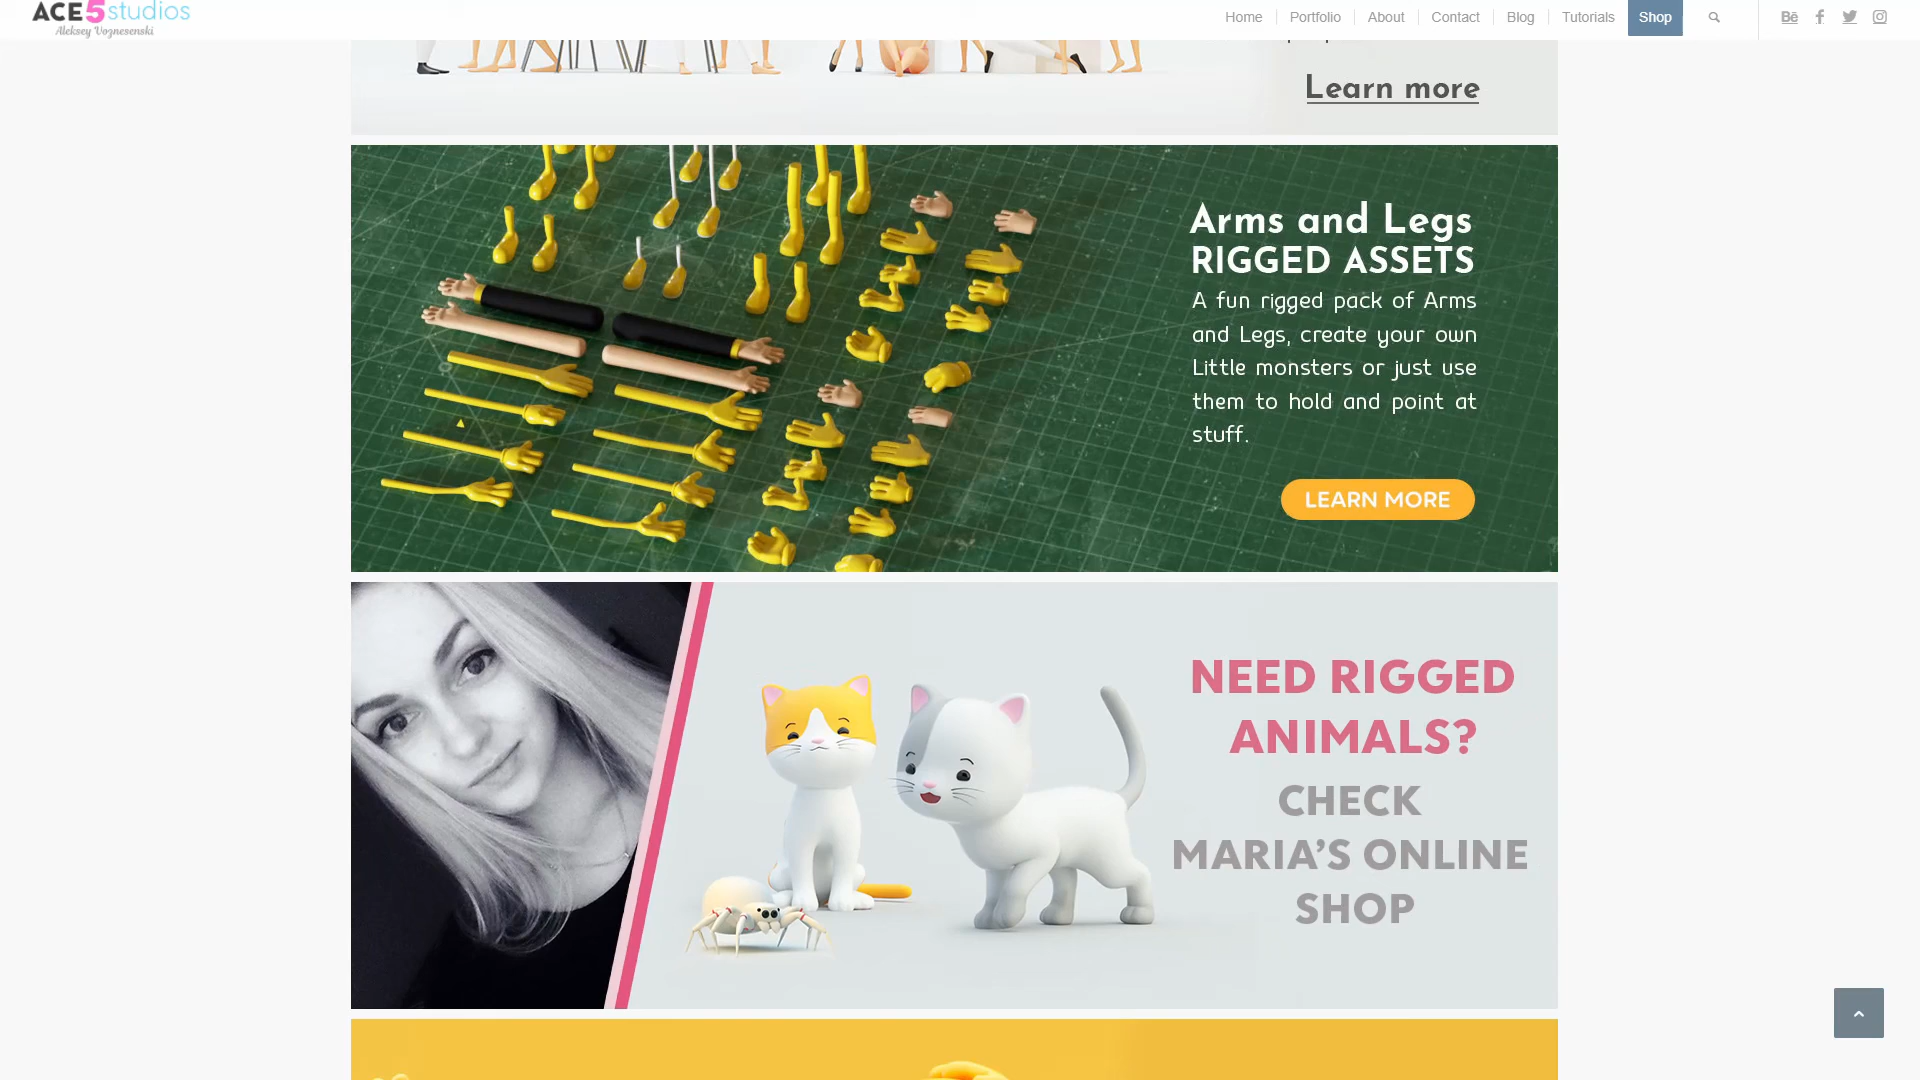 ACE5studios
Aleksey Voznesenski
Home
Portfolio
About
Contact
Blog
Tutorials
Shop
Bē
Learn more
Arms and Legs
RIGGED ASSETS
A fun rigged pack of Arms
and Legs, create your own
Little monsters or just use
them to hold and point at
stuff.
LEARN MORE
NEED RIGGED
ANIMALS?
CHECK
MARIA'S ONLINE
SHOP